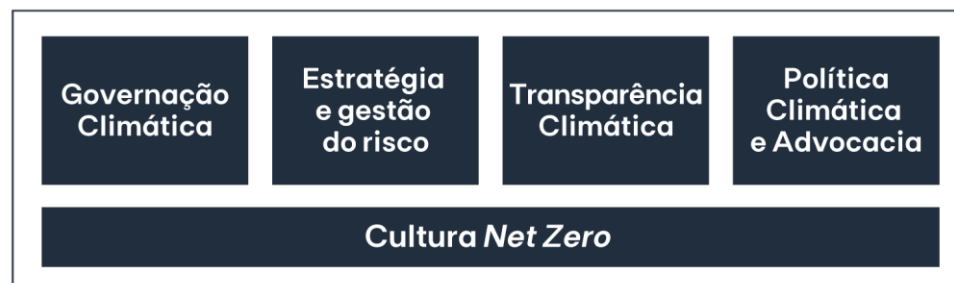 Governação
Climática
Estratégia
e gestão
do risco
Transparência
Climática
Política
Climática
e Advocacia
Cultura Net Zero